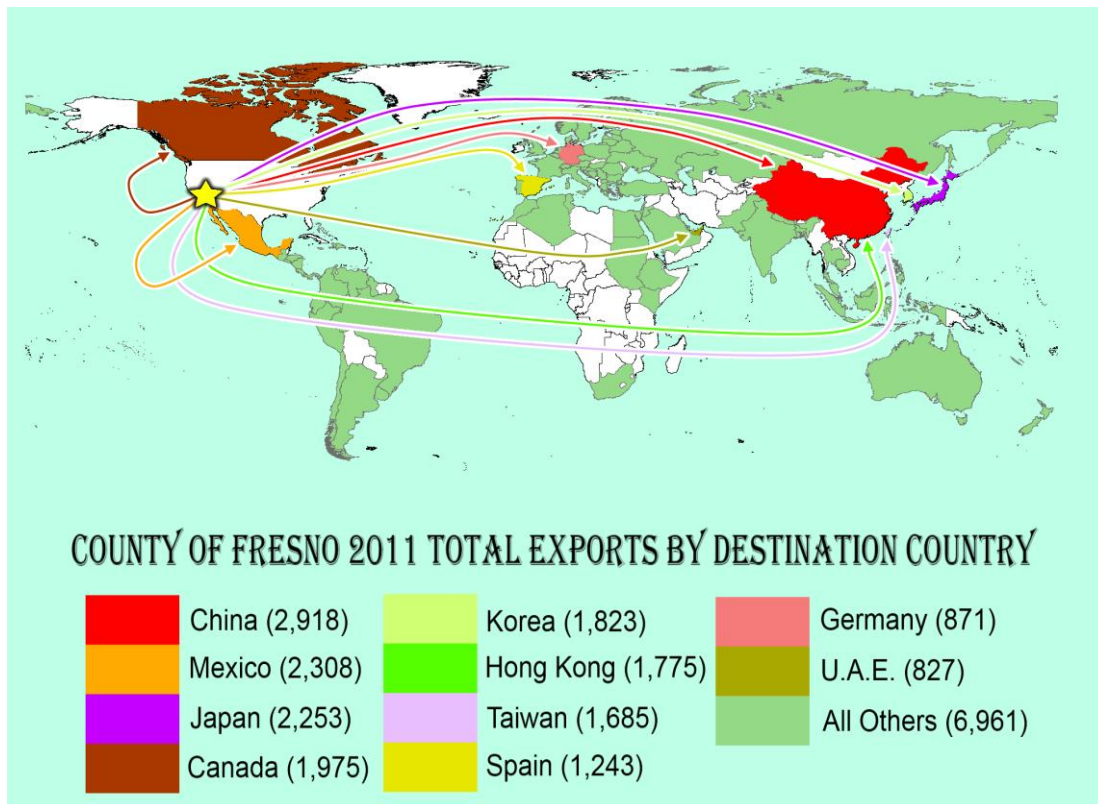 COUNTY OF FRESNO 2011 TOTAL EXPORTS BY DESTINATION COUNTRY
China (2,918)
Mexico (2,308)
Japan (2,253)
Canada (1,975)
Korea (1,823)
Hong Kong (1,775)
Taiwan (1,685)
Spain (1,243)
Germany (871)
U.A.E. (827)
All Others (6,961)